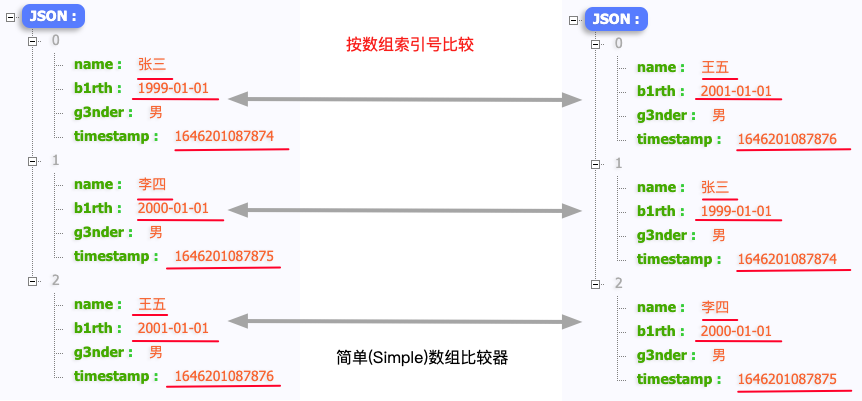 JSON :
0
name : 张三
b1rth : 1999-01-01
g3nder : 男
timestamp : 1646201087874
1
name : 李四
b1rth : 2000-01-01
g3nder : 男
timestamp : 1646201087875
2
name : 王五
b1rth : 2001-01-01
g3nder : 男
timestamp : 1646201087876
按数组索引号比较
简单(Simple)数组比较器
JSON :
0
name : 王五
b1rth : 2001-01-01
g3nder : 男
timestamp : 1646201087876
1
name : 张三
b1rth : 1999-01-01
g3nder : 男
timestamp : 1646201087874
2
name : 李四
b1rth : 2000-01-01
g3nder : 男
timestamp : 1646201087875